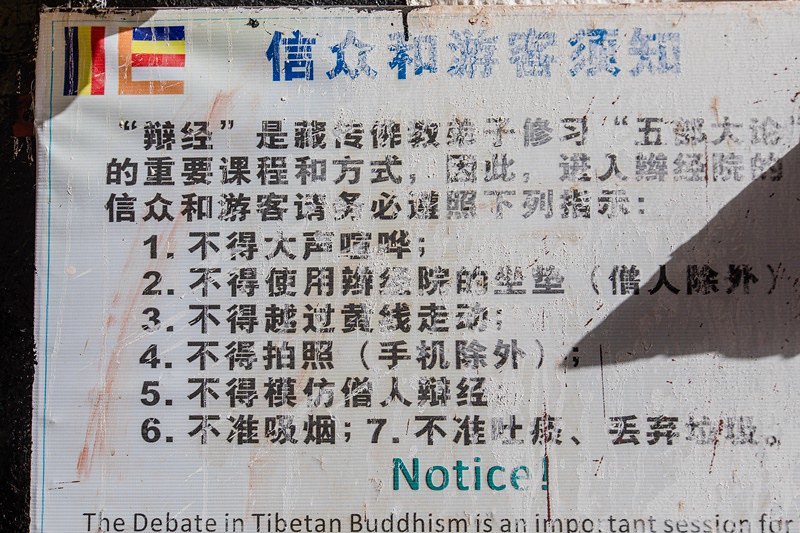 信众和游客须知
“辩经”是藏传佛教弟子修习“五部大论”
的重要课程和方式，因此，进入辩经院的
信众和游客请务必遵照下列指示：
1. 不得大声喧哗；
2. 不得使用辩经院的坐垫（僧人除外）
3. 不得越过黄线走动；
4. 不得拍照（手机除外）；
5. 不得模仿僧人辩经
6. 不准吸烟；7. 不准吐痰、丢弃垃圾。
Notice!
The Debate in Tibetan Buddhism is an important session for